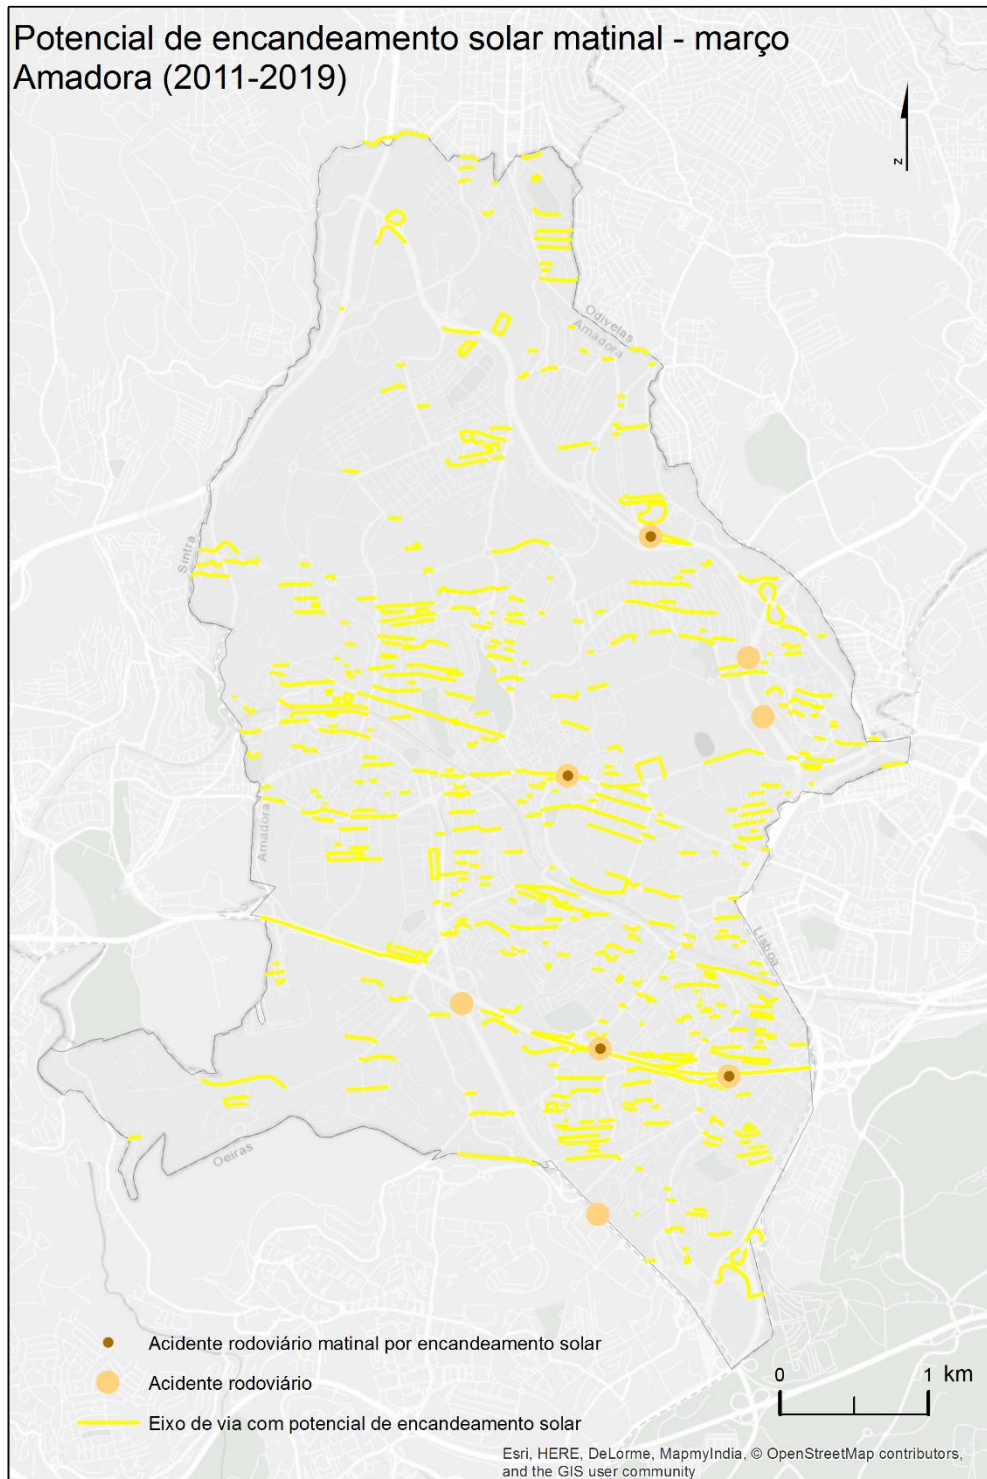 Potencial de encandeamento solar matinal - março
Amadora (2011-2019)
z
Odivelas
Amadora
Sintra
Amadora
Lisboa
Oeiras
Acidente rodoviário matinal por encandeamento solar
Acidente rodoviário
Eixo de via com potencial de encandeamento solar
0 1 km
Esri, HERE, DeLorme, MapmyIndia, © OpenStreetMap contributors,
and the GIS user community